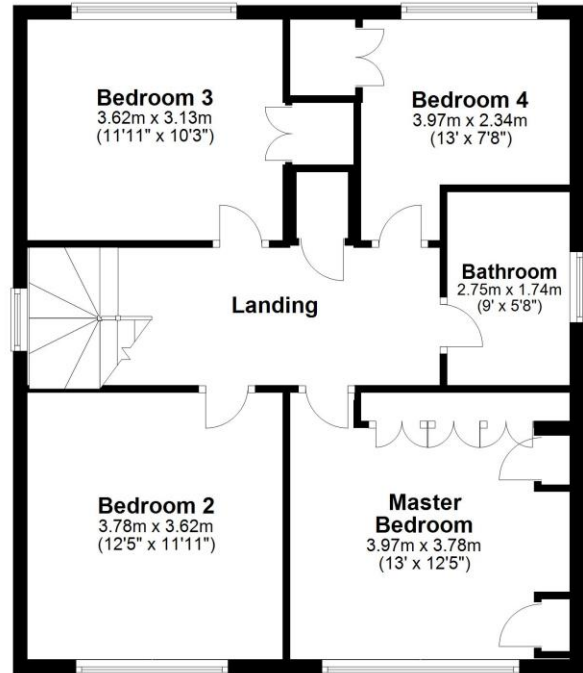 Bedroom 3
3.62m x 3.13m
(11'11" x 10'3")
Bedroom 4
3.97m x 2.34m
(13' x 7'8")
Bathroom
2.75m x 1.74m
(9' x 5'8")
Landing
Bedroom 2
3.78m x 3.62m
(12'5" x 11'11")
Master
Bedroom
3.97m x 3.78m
(13' x 12'5")